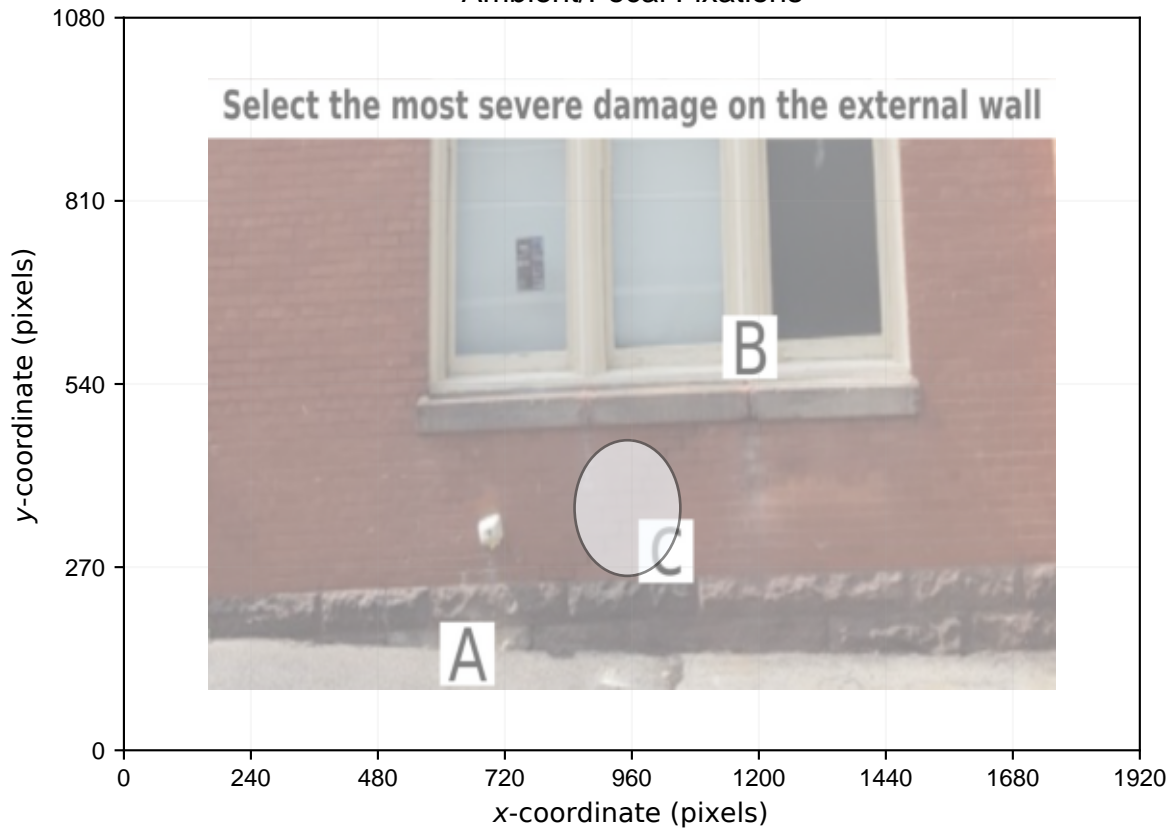 Ambient/Focal Fixations
1080
Select the most severe damage on the external wall
810
B
540
C
270
A
0
0 240 480 720 960 1200 1440 1680 1920
x-coordinate (pixels)
y-coordinate (pixels)